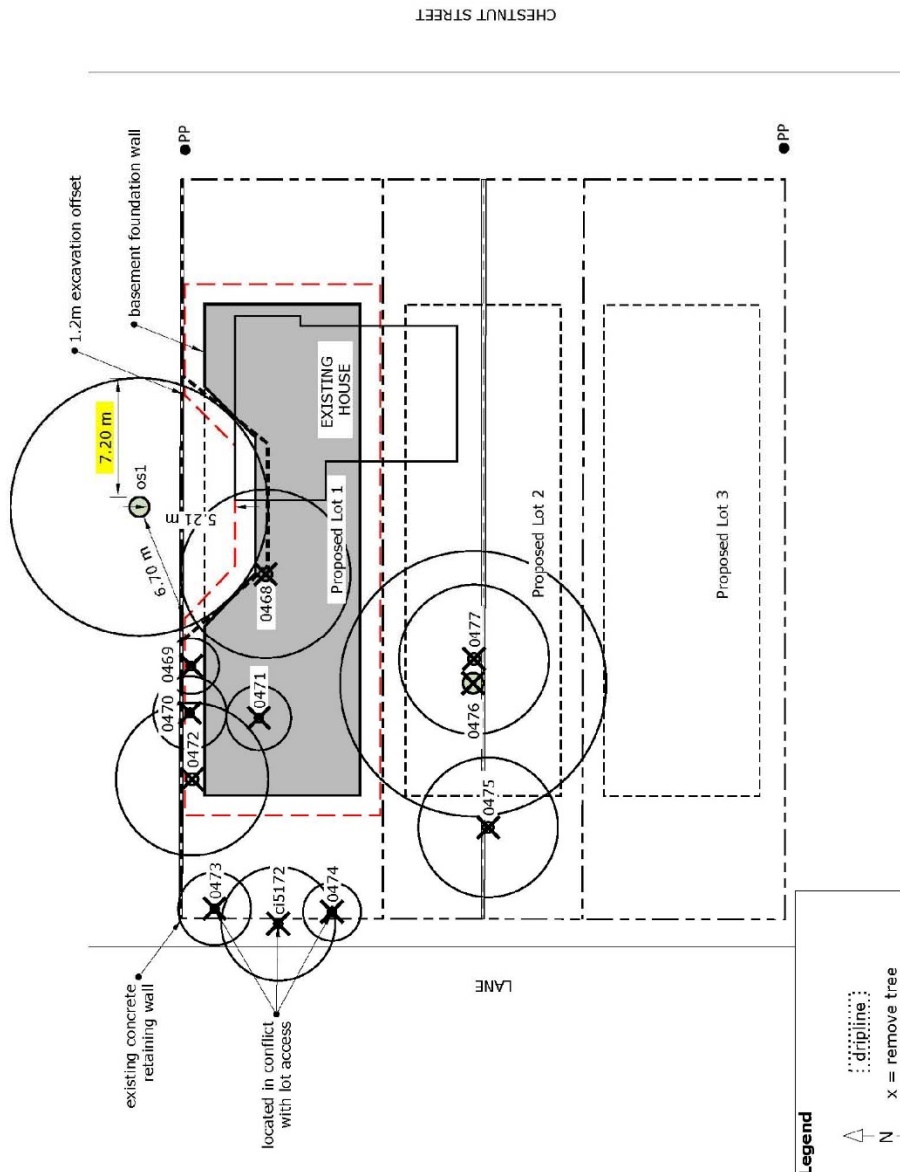 CHESTNUT STREET
PP
PP
1.2m excavation offset
basement foundation wall
7.20 m
os1
5.21 m
6.70 m
EXISTING
HOUSE
Proposed Lot 1
Proposed Lot 2
Proposed Lot 3
0468
0469
0470
0471
0472
0473
ci5172
0474
0475
0476
0477
existing concrete
retaining wall
located in conflict
with lot access
LANE
Legend
N
dripline
x = remove tree